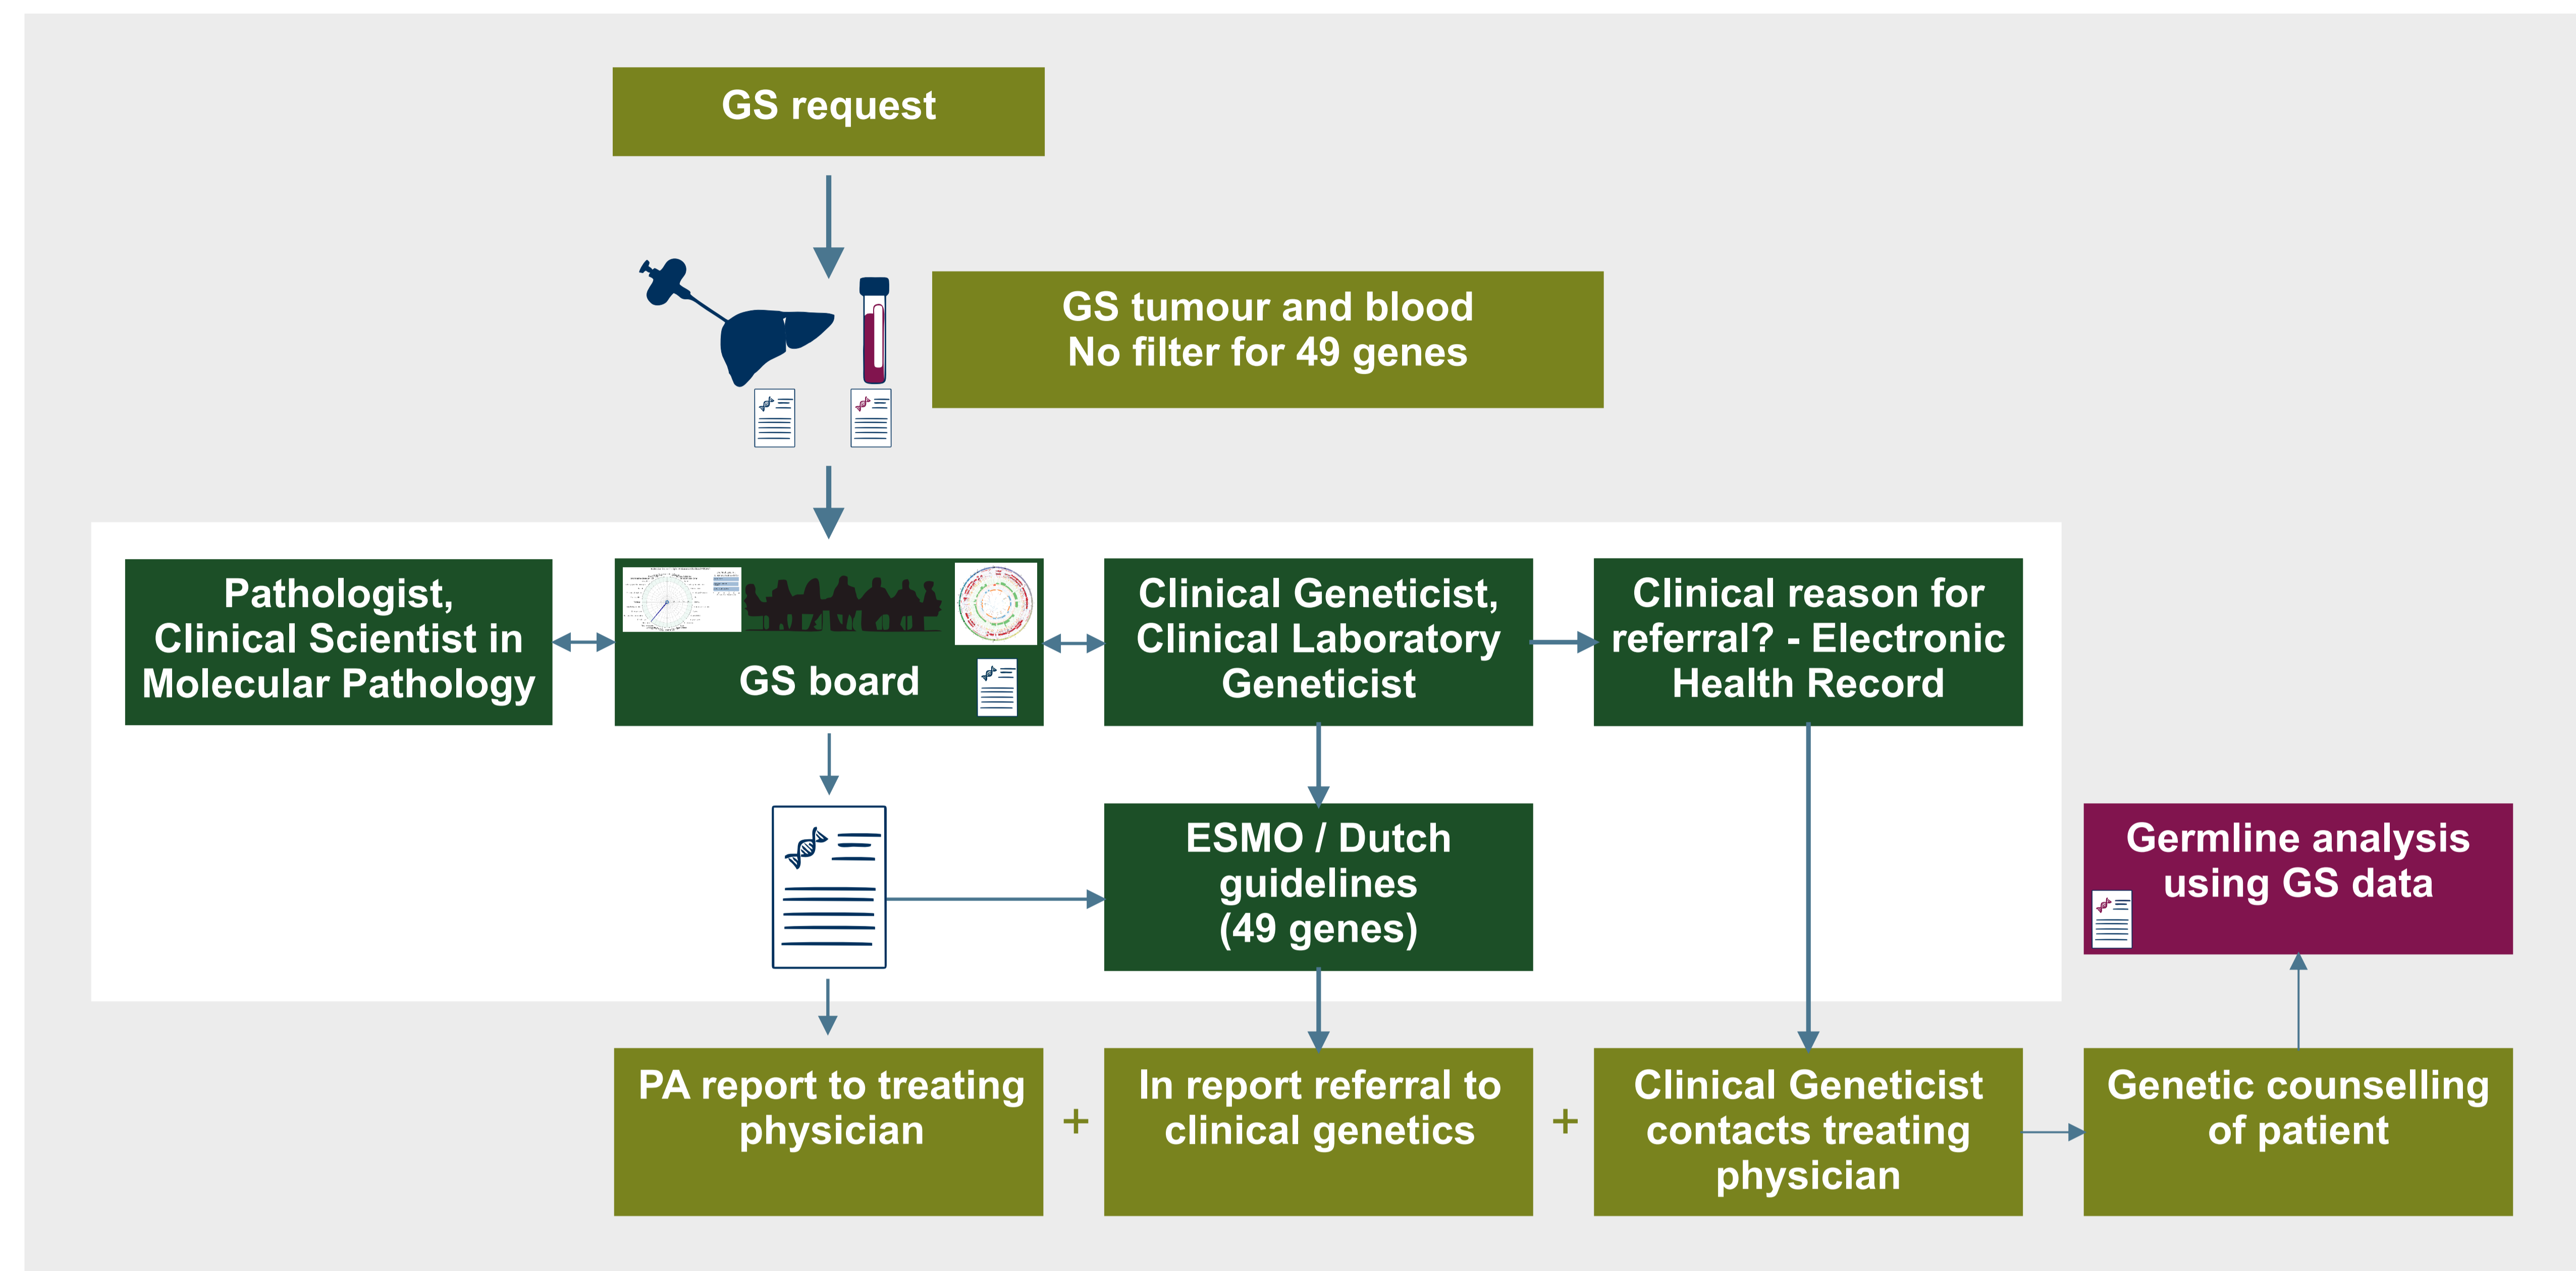 GS request
GS tumour and blood
No filter for 49 genes
Pathologist,
Clinical Scientist in
Molecular Pathology
GS board
Clinical Geneticist,
Clinical Laboratory
Geneticist
Clinical reason for
referral? - Electronic
Health Record
ESMO / Dutch
guidelines
(49 genes)
Germline analysis
using GS data
PA report to treating
physician
+
In report referral to
clinical genetics
+
Clinical Geneticist
contacts treating
physician
Genetic counselling
of patient